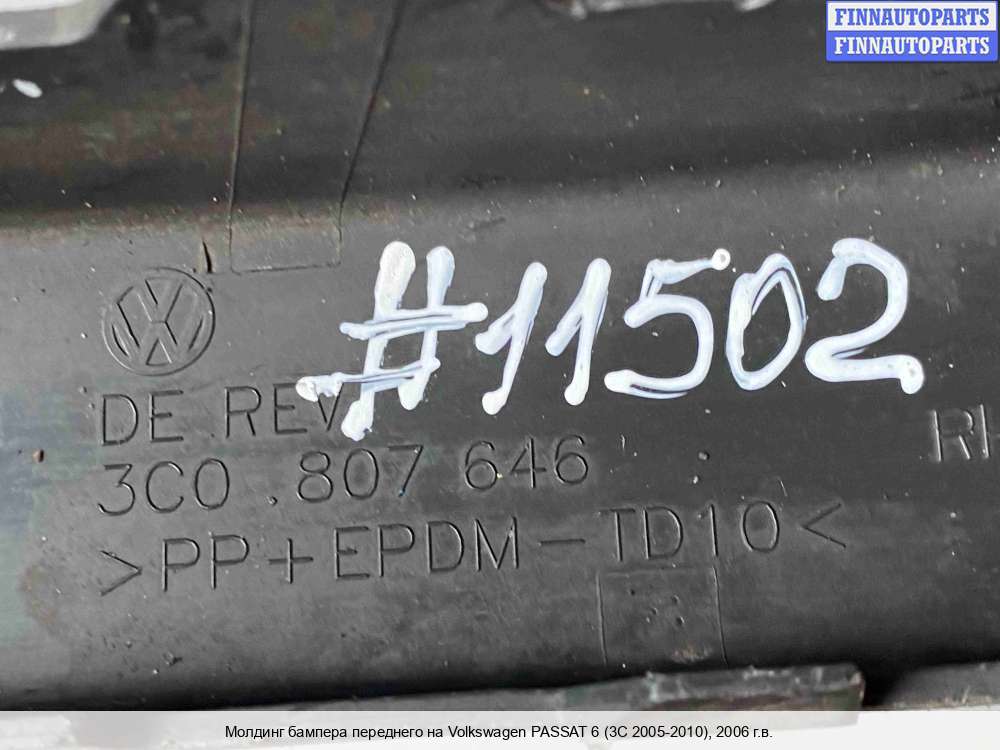 FINNAUTOPARTS
FINNAUTOPARTS
#11502
DE REV
3C0.807 646
>PP+EPDM-TD10<
Молдинг бампера переднего на Volkswagen PASSAT 6 (3C 2005-2010), 2006 г.в.